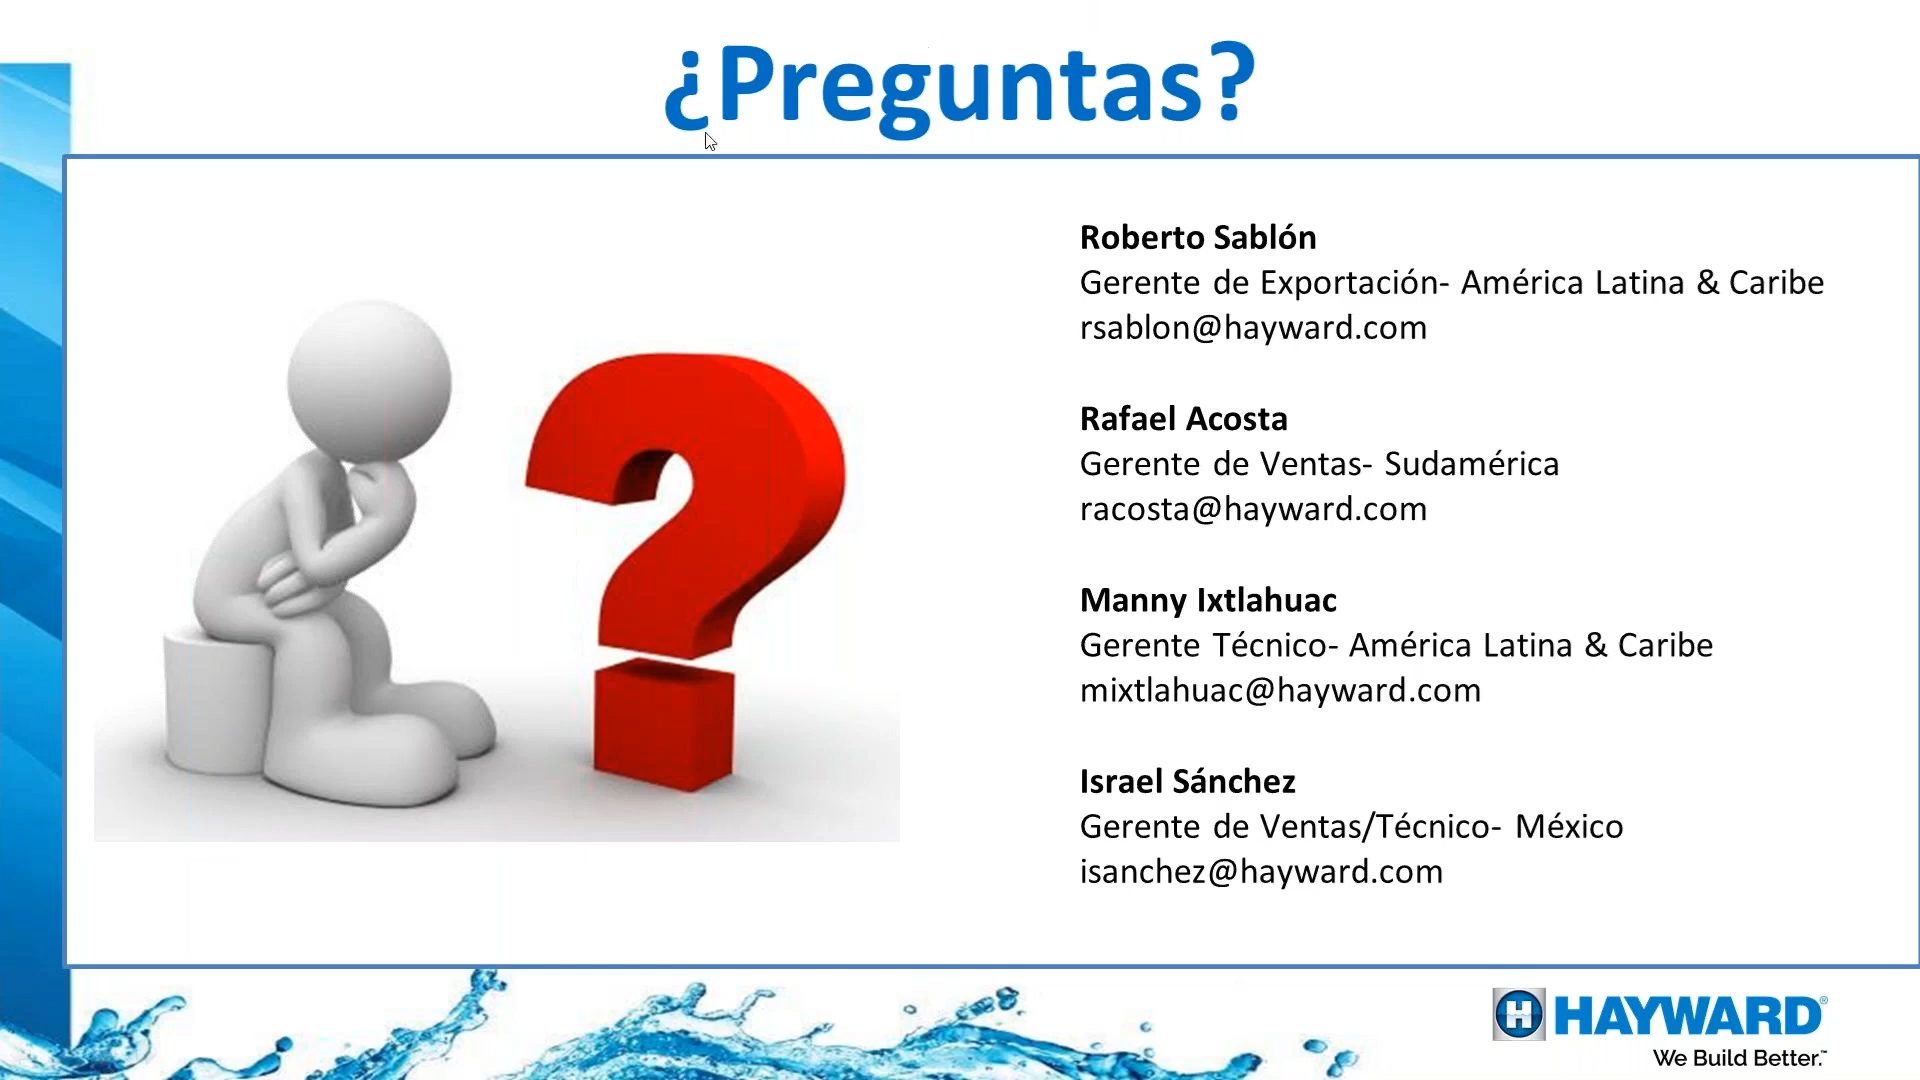 ¿Preguntas?
Roberto Sablón
Gerente de Exportación- América Latina & Caribe
rsablon@hayward.com
Rafael Acosta
Gerente de Ventas- Sudamérica
racosta@hayward.com
Manny Ixtlahuac
Gerente Técnico- América Latina & Caribe
mixtlahuac@hayward.com
Israel Sánchez
Gerente de Ventas/Técnico- México
isanchez@hayward.com
H HAYWARD®
We Build Better.™